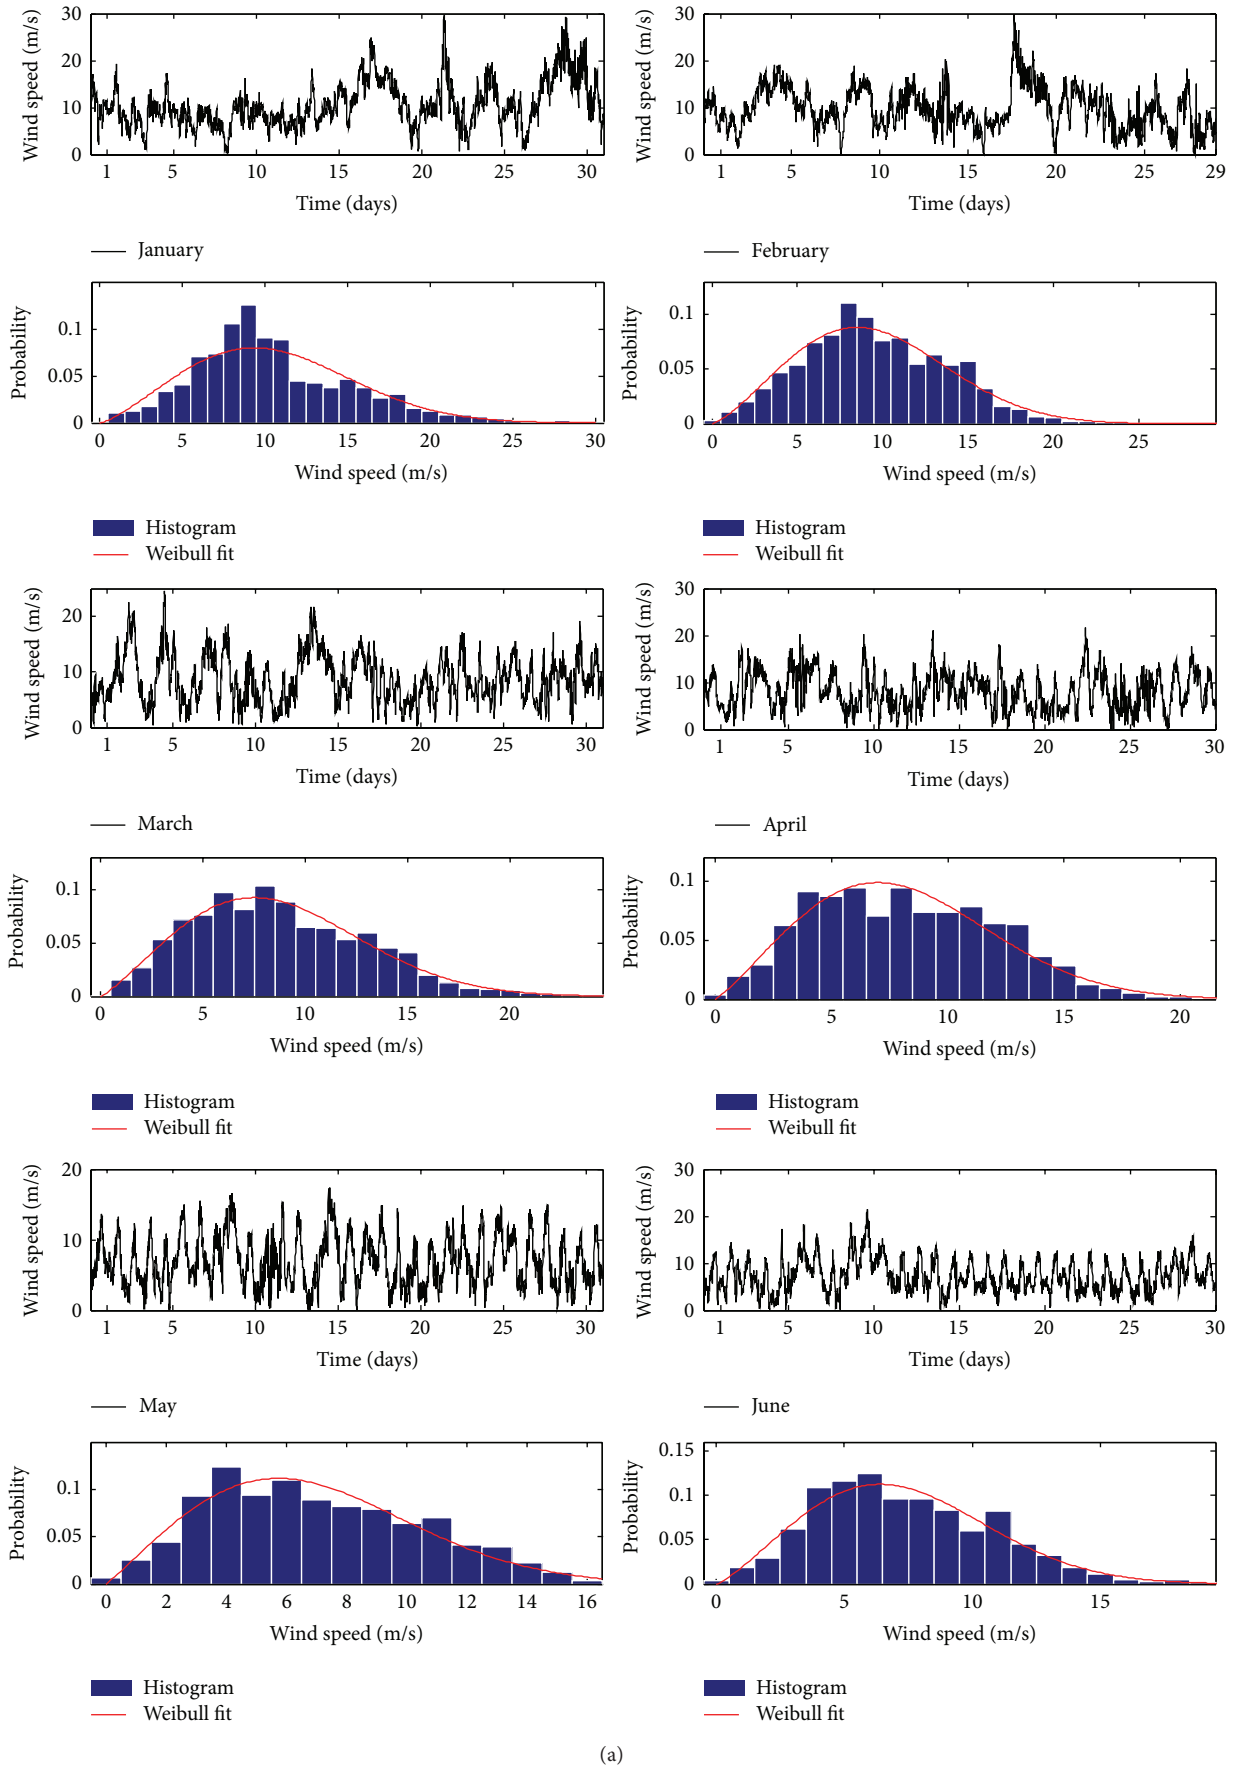 Wind speed (m/s)
30
20
10
0
1 5 10 15 20 25 30
Time (days)
January
Wind speed (m/s)
30
20
10
0
1 5 10 15 20 25 29
Time (days)
February
Probability
0.1
0.05
0
0 5 10 15 20 25 30
Wind speed (m/s)
Histogram
Weibull fit
Probability
0.1
0.05
0
0 5 10 15 20 25
Wind speed (m/s)
Histogram
Weibull fit
Wind speed (m/s)
20
10
0
1 5 10 15 20 25 30
Time (days)
March
Wind speed (m/s)
30
20
10
0
1 5 10 15 20 25 30
Time (days)
April
Probability
0.1
0.05
0
0 5 10 15 20
Wind speed (m/s)
Histogram
Weibull fit
Probability
0.1
0.05
0
0 5 10 15 20
Wind speed (m/s)
Histogram
Weibull fit
Wind speed (m/s)
20
10
0
1 5 10 15 20 25 30
Time (days)
May
Wind speed (m/s)
30
20
10
0
1 5 10 15 20 25 30
Time (days)
June
Probability
0.1
0.05
0
0 2 4 6 8 10 12 14 16
Wind speed (m/s)
Histogram
Weibull fit
Probability
0.15
0.1
0.05
0
0 5 10 15
Wind speed (m/s)
Histogram
Weibull fit
(a)